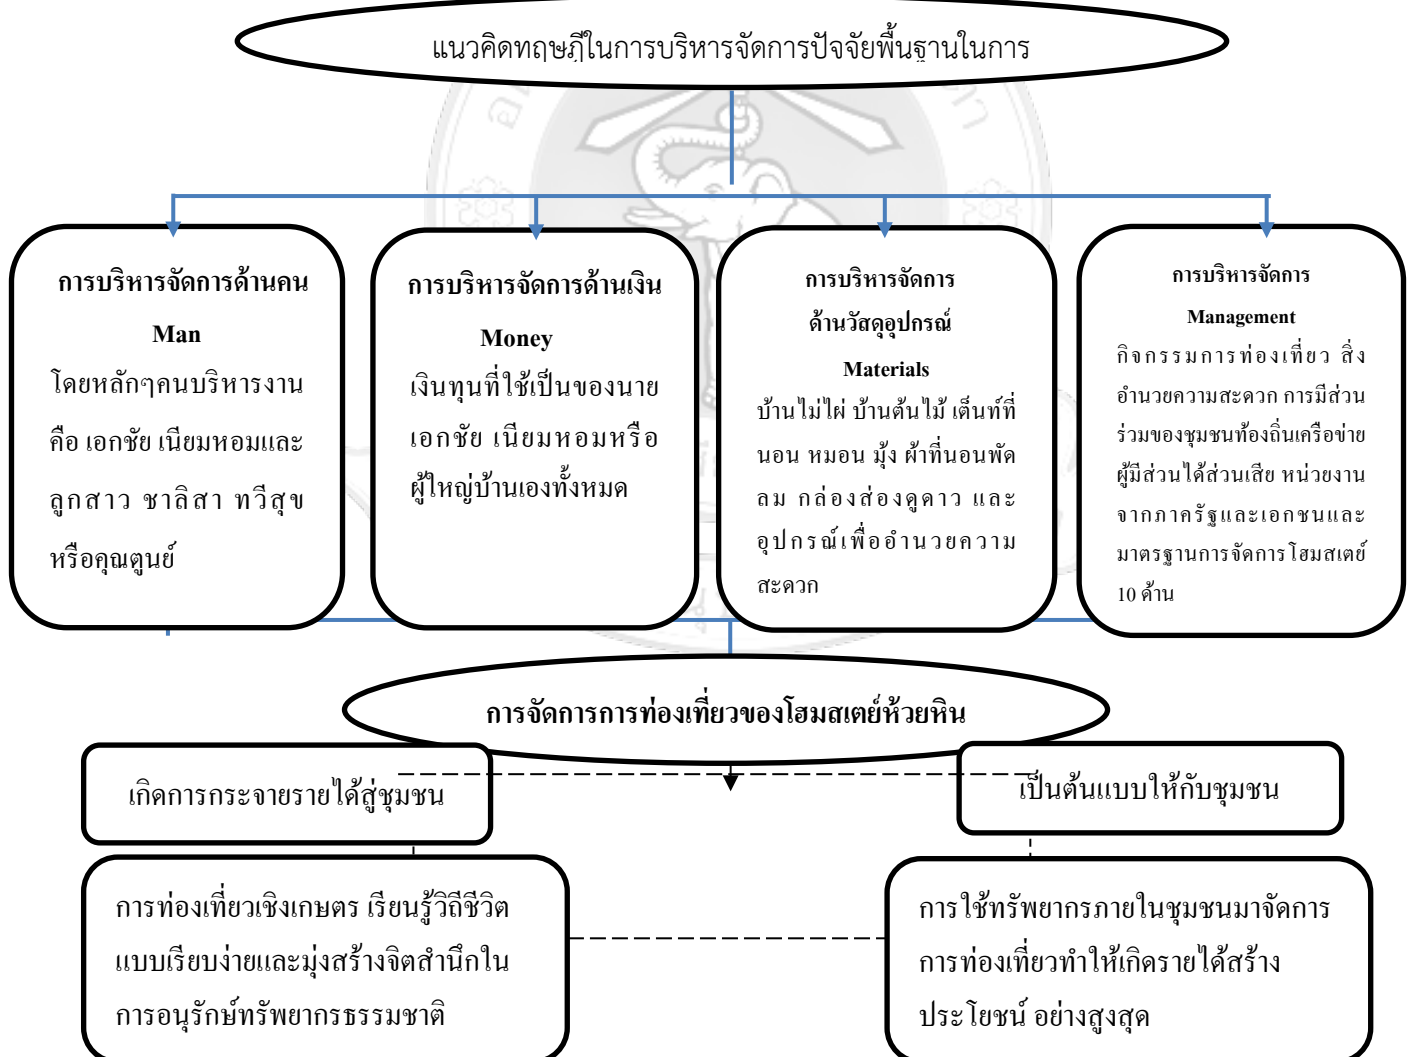 แนวคิดทฤษฎีในการบริหารจัดการปัจจัยพื้นฐานในการ
การบริหารจัดการด้านคน
Man
โดยหลักๆคนบริหารงาน
คือ เอกชัย เนียมหอมและ
ลูกสาว ชาลิสา ทวีสุข
หรือคุณตูนย์
การบริหารจัดการด้านเงิน
Money
เงินทุนที่ใช้เป็นของนาย
เอกชัย เนียมหอมหรือ
ผู้ใหญ่บ้านเองทั้งหมด
การบริหารจัดการ
ด้านวัสดุอุปกรณ์
Materials
บ้านไม่ไผ่ บ้านต้นไม้ เต็นท์ที่
นอน หมอน มุ้ง ผ้าที่นอนพัด
ลม กล่องส่องดูดาว และ
อุปกรณ์เพื่ออำนวยความ
สะดวก
การบริหารจัดการ
Management
กิจกรรมการท่องเที่ยว สิ่ง
อำนวยความสะดวก การมีส่วน
ร่วมของชุมชนท้องถิ่นเครือข่าย
ผู้มีส่วนได้ส่วนเสีย หน่วยงาน
จากภาครัฐและเอกชนและ
มาตรฐานการจัดการโฮมสเตย์
10 ด้าน
การจัดการการท่องเที่ยวของโฮมสเตย์ห้วยหิน
เกิดการกระจายรายได้สู่ชุมชน
เป็นต้นแบบให้กับชุมชน
การท่องเที่ยวเชิงเกษตร เรียนรู้วิถีชีวิต
แบบเรียบง่ายและมุ่งสร้างจิตสำนึกใน
การอนุรักษ์ทรัพยากรธรรมชาติ
การใช้ทรัพยากรภายในชุมชนมาจัดการ
การท่องเที่ยวทำให้เกิดรายได้สร้าง
ประโยชน์ อย่างสูงสุด